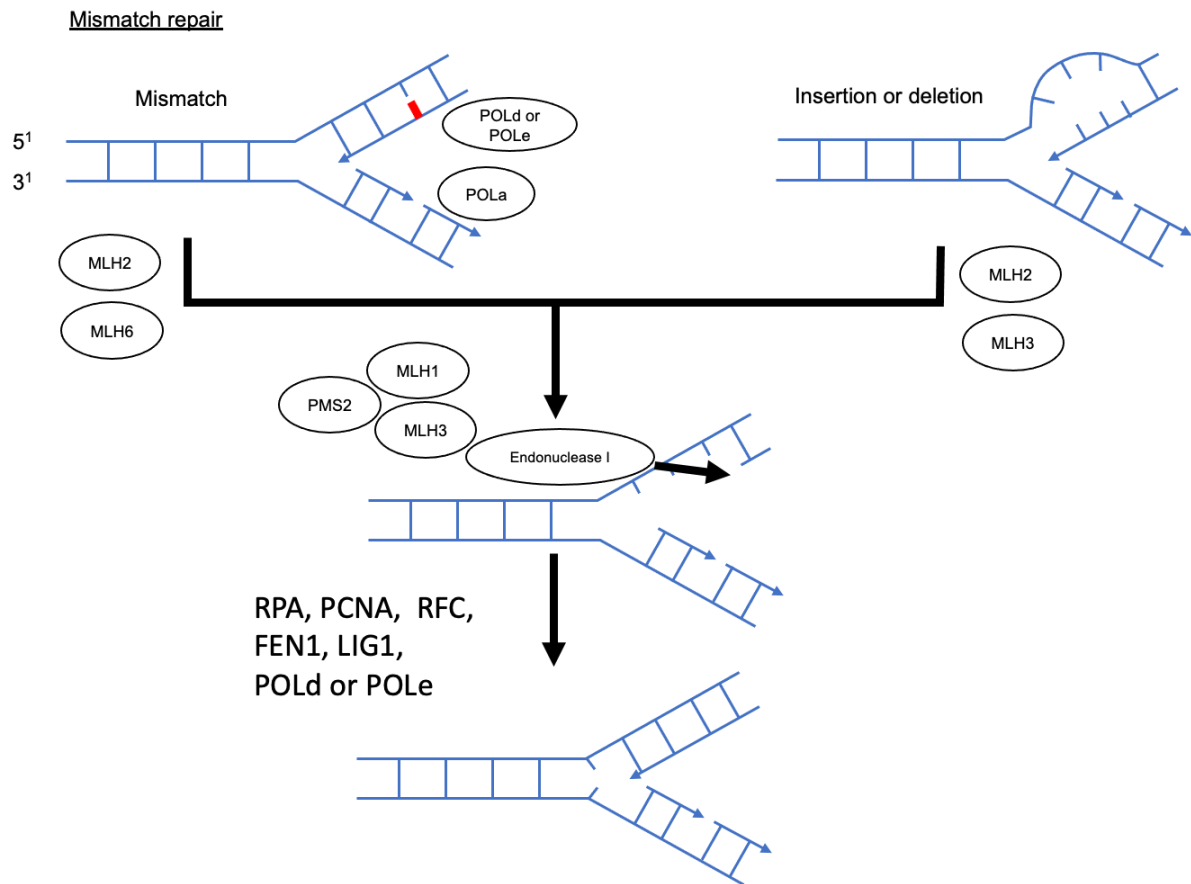 Mismatch repair
Mismatch
Insertion or deletion
POLd or
POLe
5¹
3¹
POLa
MLH2
MLH6
MLH2
MLH3
MLH1
PMS2
MLH3
Endonuclease I
RPA, PCNA, RFC,
FEN1, LIG1,
POLd or POLe